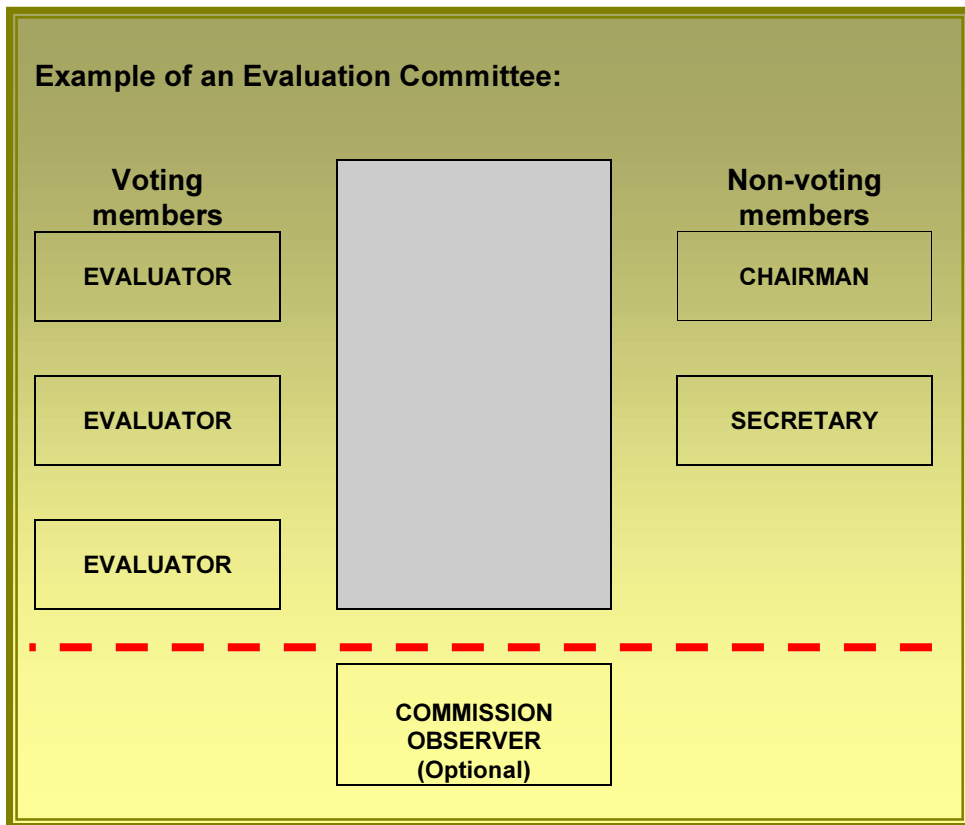 Example of an Evaluation Committee:
Voting
members
EVALUATOR
EVALUATOR
EVALUATOR
Non-voting
members
CHAIRMAN
SECRETARY
COMMISSION
OBSERVER
(Optional)